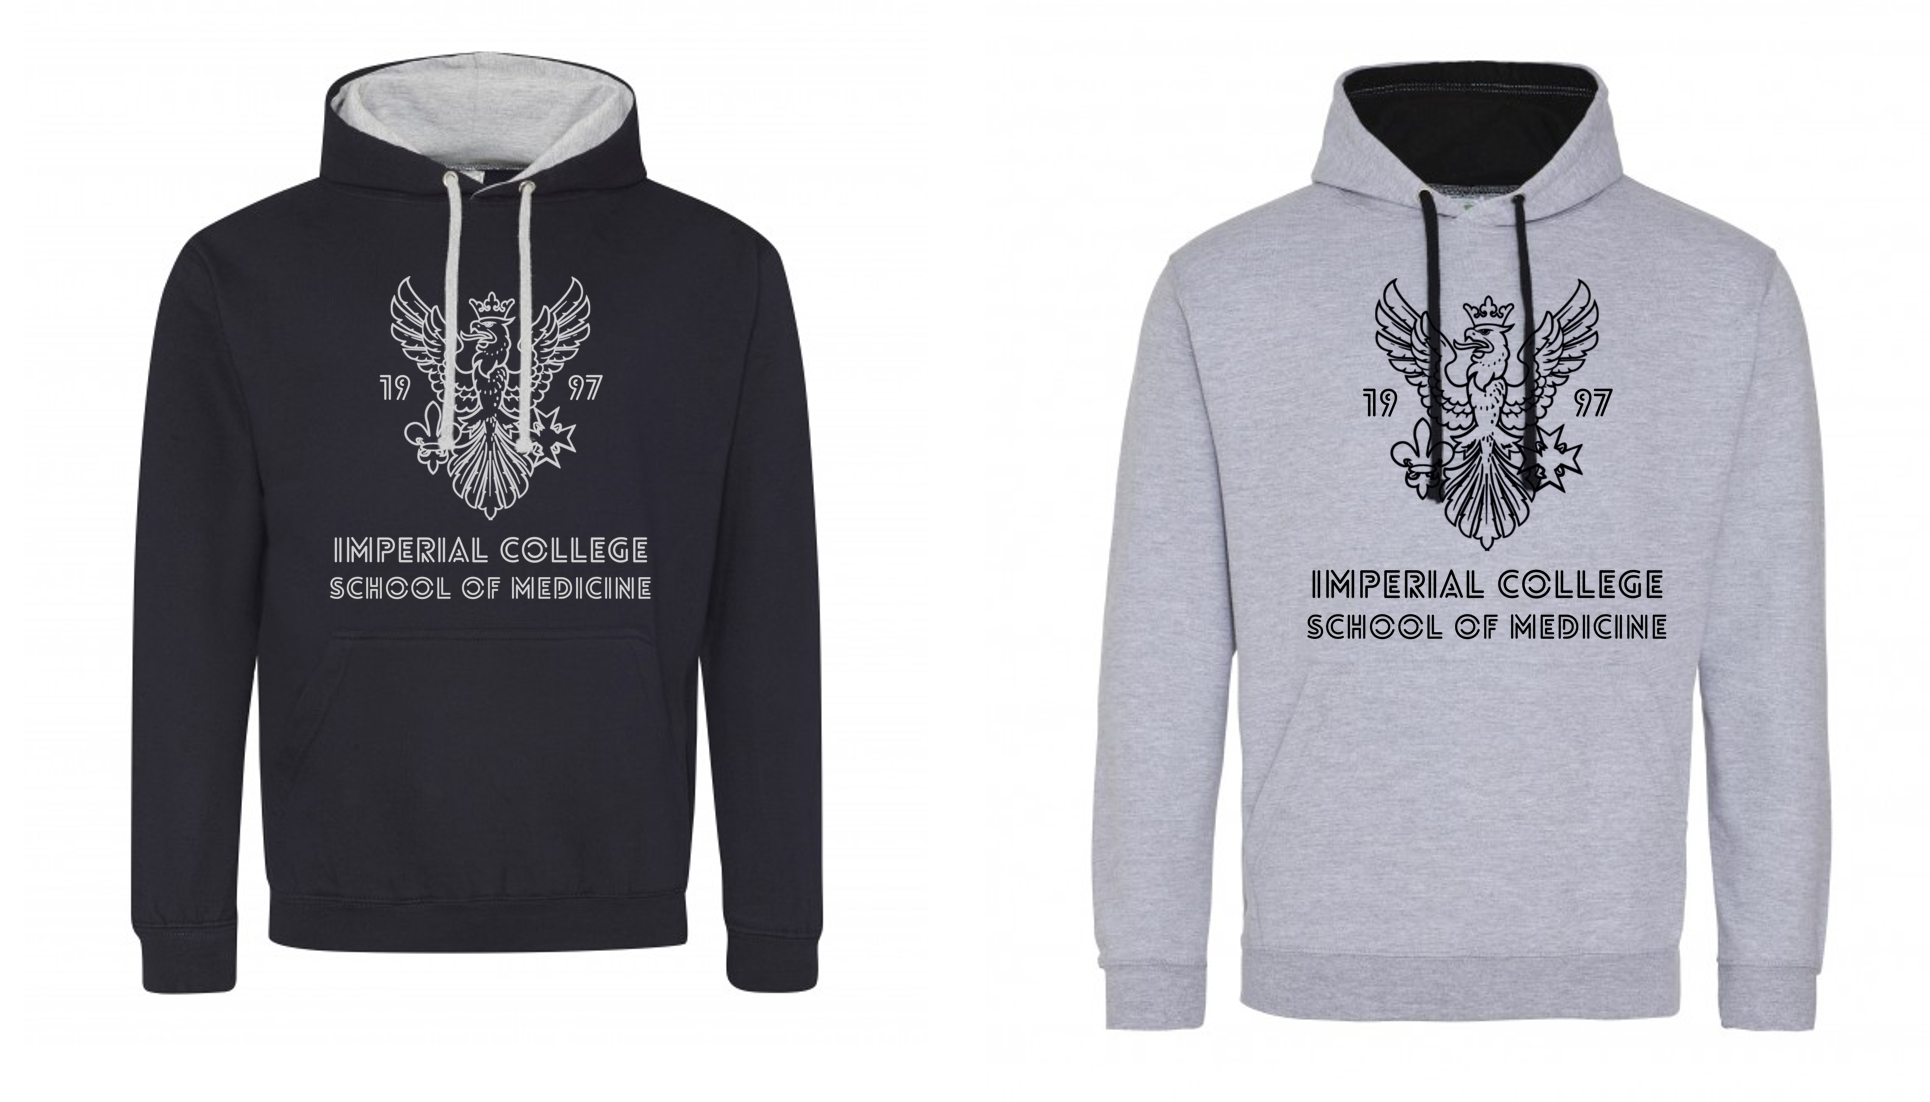 19 97
IMPERIAL COLLEGE
SCHOOL OF MEDICINE
19 97
IMPERIAL COLLEGE
SCHOOL OF MEDICINE